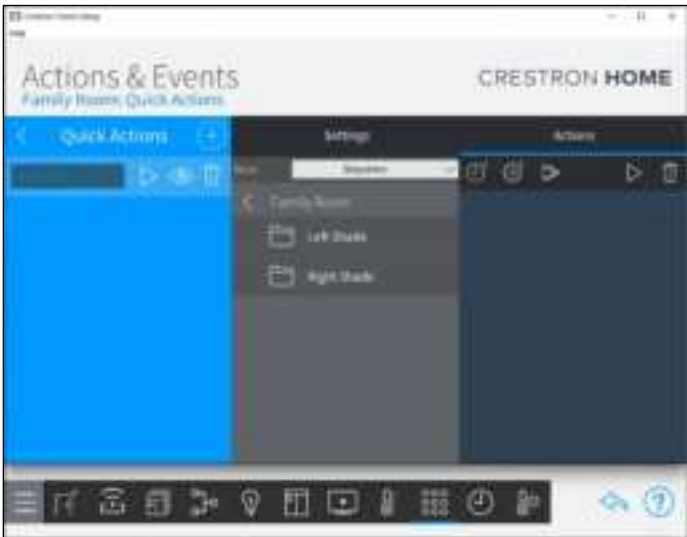 Actions & Events
Family Room: Quick Actions
CRESTRON HOME
Quick Actions
Settings
Actions
Sequence
Family Room
Left Shade
Right Shade